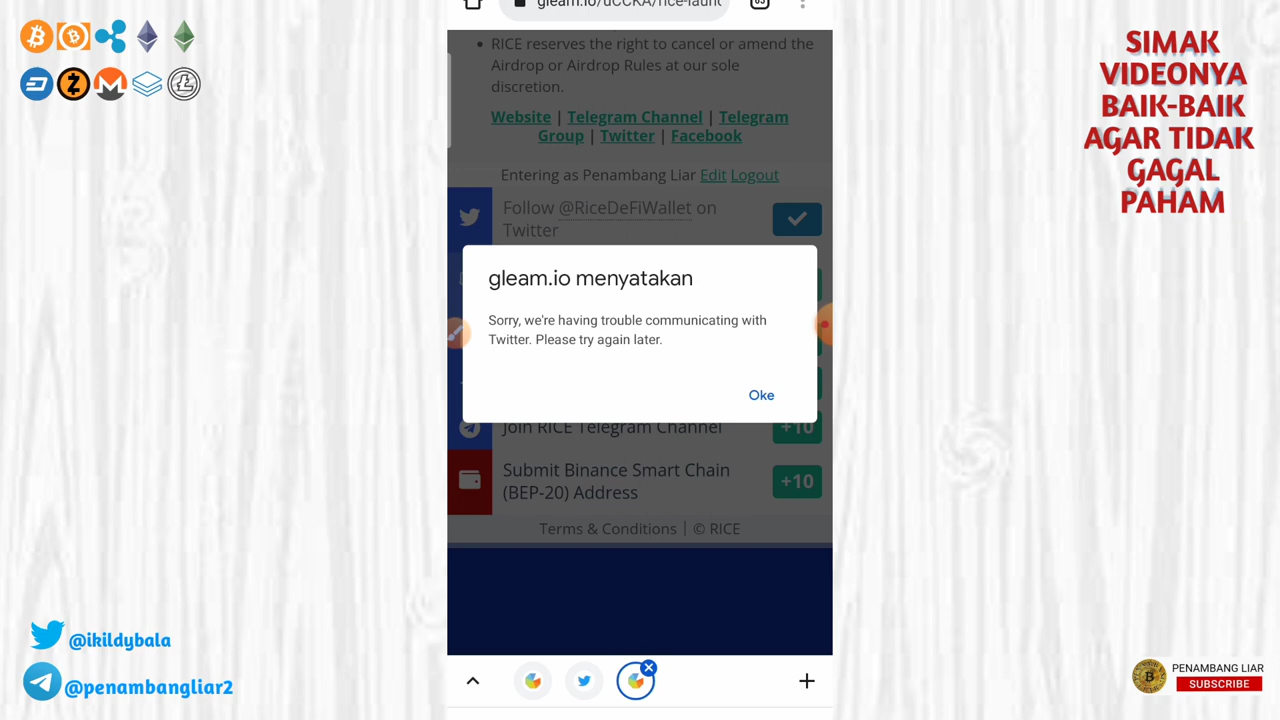 gleam.io/uCCKA/rice-launt
63
RICE reserves the right to cancel or amend the
Airdrop or Airdrop Rules at our sole
discretion.
Website | Telegram Channel | Telegram
Group | Twitter | Facebook
Entering as Penambang Liar Edit Logout
Follow @RiceDeFiWallet on
Twitter
gleam.io menyatakan
Sorry, we're having trouble communicating with
Twitter. Please try again later.
Oke
Join RICE Telegram Channel
+10
Submit Binance Smart Chain
(BEP-20) Address
+10
Terms & Conditions | © RICE
SIMAK
VIDEONYA
BAIK-BAIK
AGAR TIDAK
GAGAL
PAHAM
@ikildybala
@penambangliar2
PENAMBANG LIAR
SUBSCRIBE